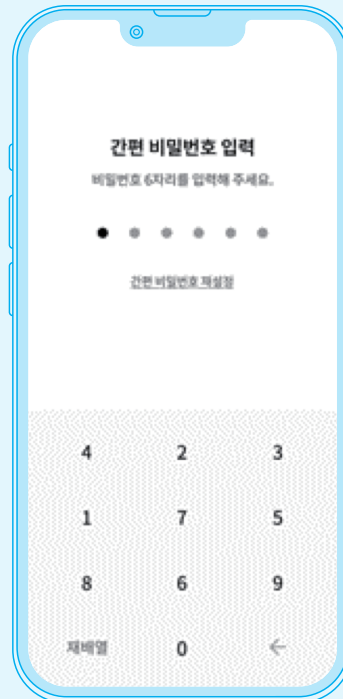 간편 비밀번호 입력
비밀번호 6자리를 입력해 주세요.
간편 비밀번호 재설정
4 2 3
1 7 5
8 6 9
재배열 0 ←